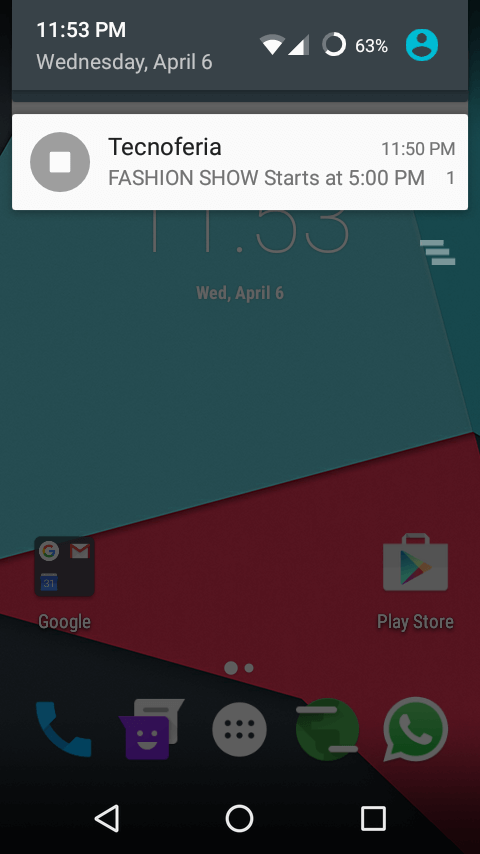 11:53 PM
Wednesday, April 6
63%
Tecnoferia
11:50 PM
FASHION SHOW Starts at 5:00 PM 1
11:53
Wed, April 6
31
Google
Play Store